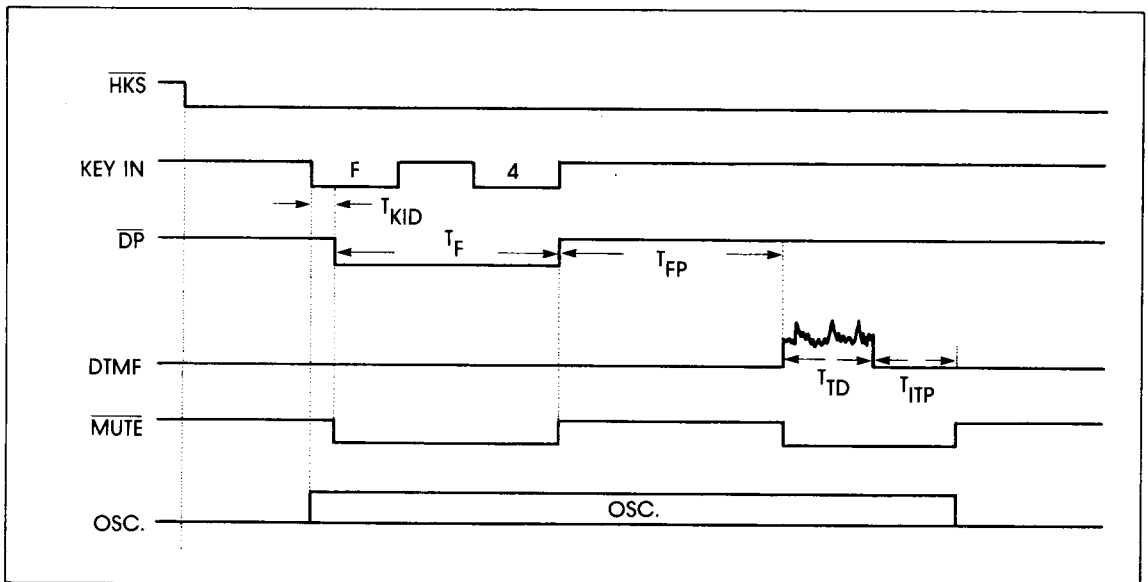 HKS
KEY IN F 4
TKID
DP TF TFP
DTMF TTD TITP
MUTE
OSC. OSC.